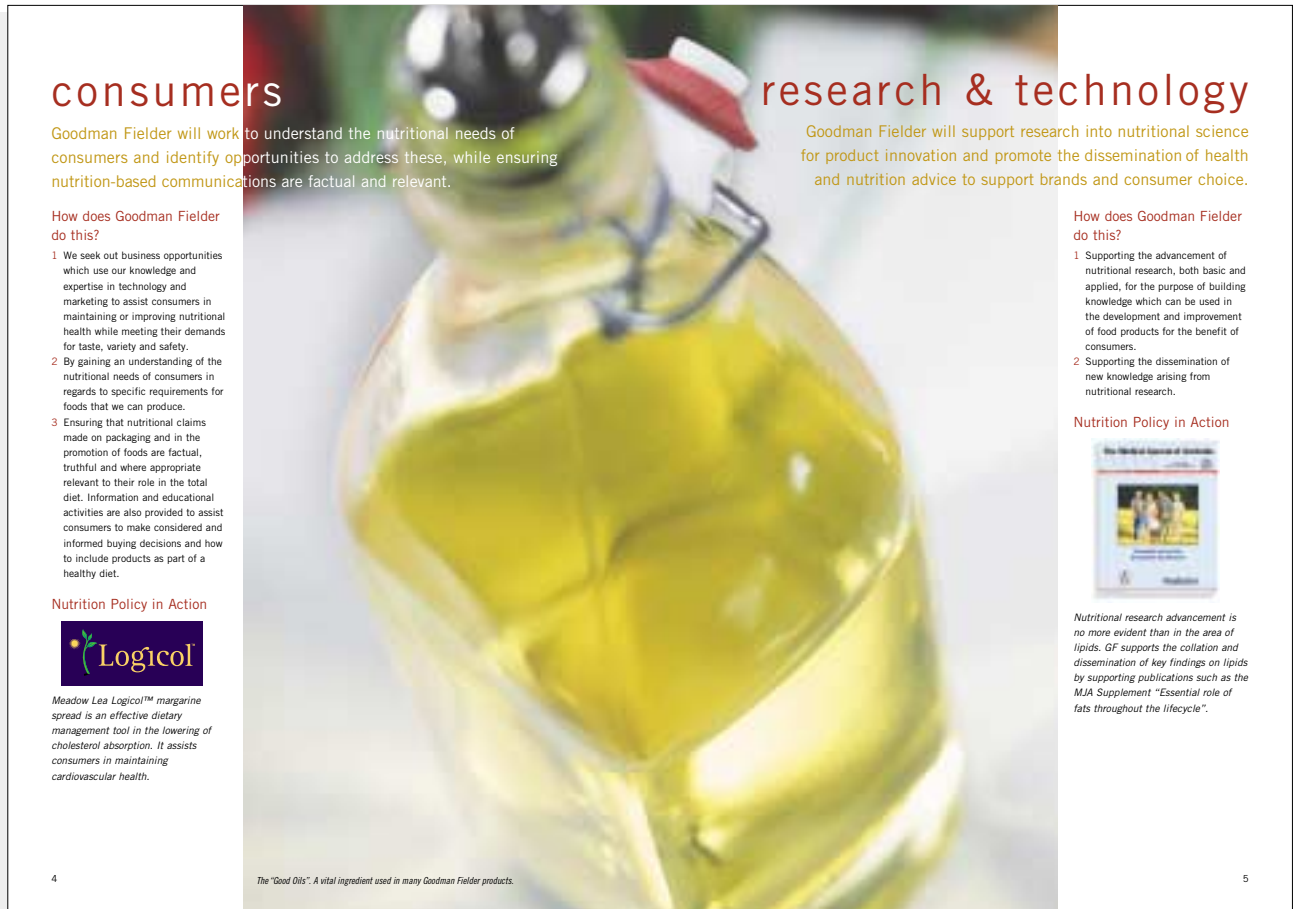 consumers
Goodman Fielder will work to understand the nutritional needs of
consumers and identify opportunities to address these, while ensuring
nutrition-based communications are factual and relevant.
How does Goodman Fielder
do this?
1 We seek out business opportunities
which use our knowledge and
expertise in technology and
marketing to assist consumers in
maintaining or improving nutritional
health while meeting their demands
for taste, variety and safety.
2 By gaining an understanding of the
nutritional needs of consumers in
regards to specific requirements for
foods that we can produce.
3 Ensuring that nutritional claims
made on packaging and in the
promotion of foods are factual,
truthful and where appropriate
relevant to their role in the total
diet. Information and educational
activities are also provided to assist
consumers to make considered and
informed buying decisions and how
to include products as part of a
healthy diet.
Nutrition Policy in Action
Logicol
Meadow Lea Logicol™ margarine
spread is an effective dietary
management tool in the lowering of
cholesterol absorption. It assists
consumers in maintaining
cardiovascular health.
4
The "Good Oils". A vital ingredient used in many Goodman Fielder products.
research & technology
Goodman Fielder will support research into nutritional science
for product innovation and promote the dissemination of health
and nutrition advice to support brands and consumer choice.
How does Goodman Fielder
do this?
1 Supporting the advancement of
nutritional research, both basic and
applied, for the purpose of building
knowledge which can be used in
the development and improvement
of food products for the benefit of
consumers.
2 Supporting the dissemination of
new knowledge arising from
nutritional research.
Nutrition Policy in Action
The Medical Journal of Australia
Nutritional research advancement is
no more evident than in the area of
lipids. GF supports the collation and
dissemination of key findings on lipids
by supporting publications such as the
MJA Supplement “Essential role of
fats throughout the lifecycle”.
5